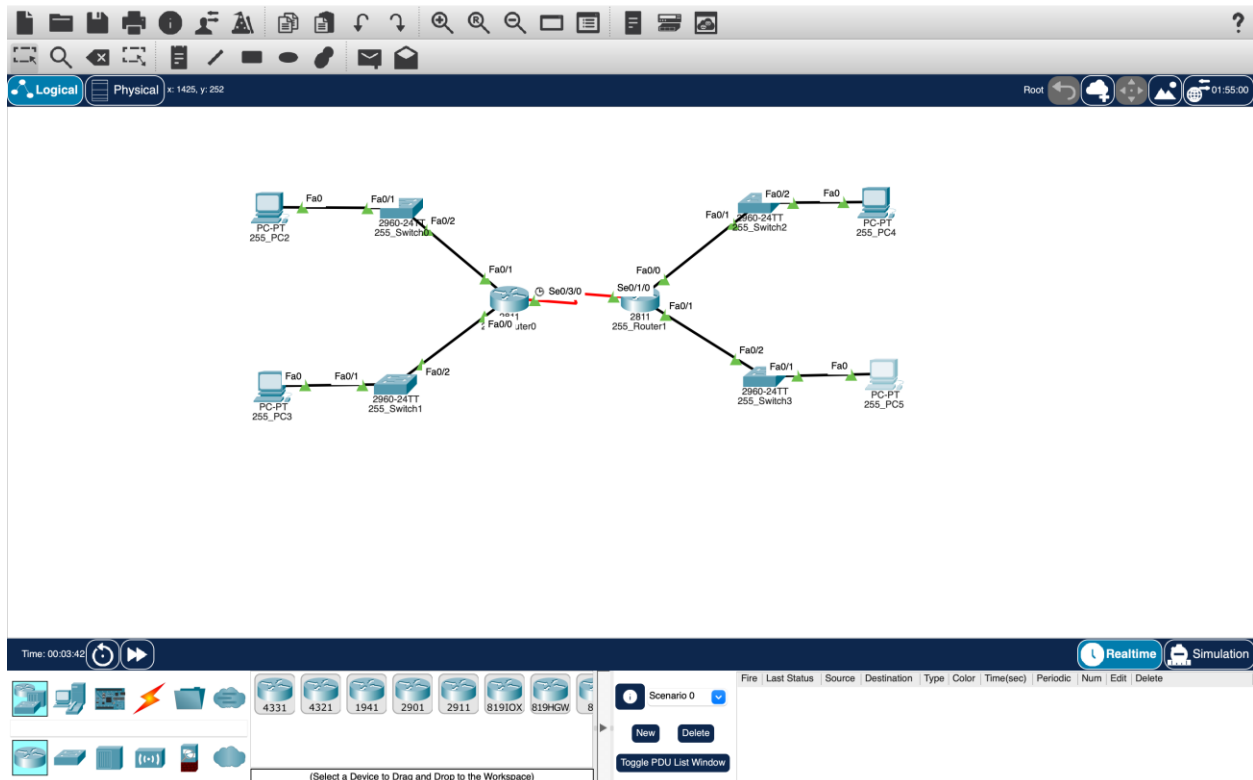 ?
Logical Physical x: 1425, y: 252 Root 01:55:00
Fa0 Fa0/1
PC-PT
255_PC2
2960-24TT
255_Switch0
Fa0/2
Fa0/1
Fa0/2 Fa0
Fa0/1
2960-24TT
255_Switch2
PC-PT
255_PC4
Fa0/0
Se0/3/0 Se0/1/0
2811
Fa0/0
Fa0/1
2811
255_Router1
Fa0 Fa0/1
Fa0/2
PC-PT
255_PC3
2960-24TT
255_Switch1
Fa0/2
Fa0/1 Fa0
2960-24TT
255_Switch3
PC-PT
255_PC5
Time: 00:03:42 Realtime Simulation
4331 4321 1941 2901 2911 819IOX 819HGW 8
(Select a Device to Drag and Drop to the Workspace)
Scenario 0
New Delete
Toggle PDU List Window
Fire Last Status Source Destination Type Color Time(sec) Periodic Num Edit Delete